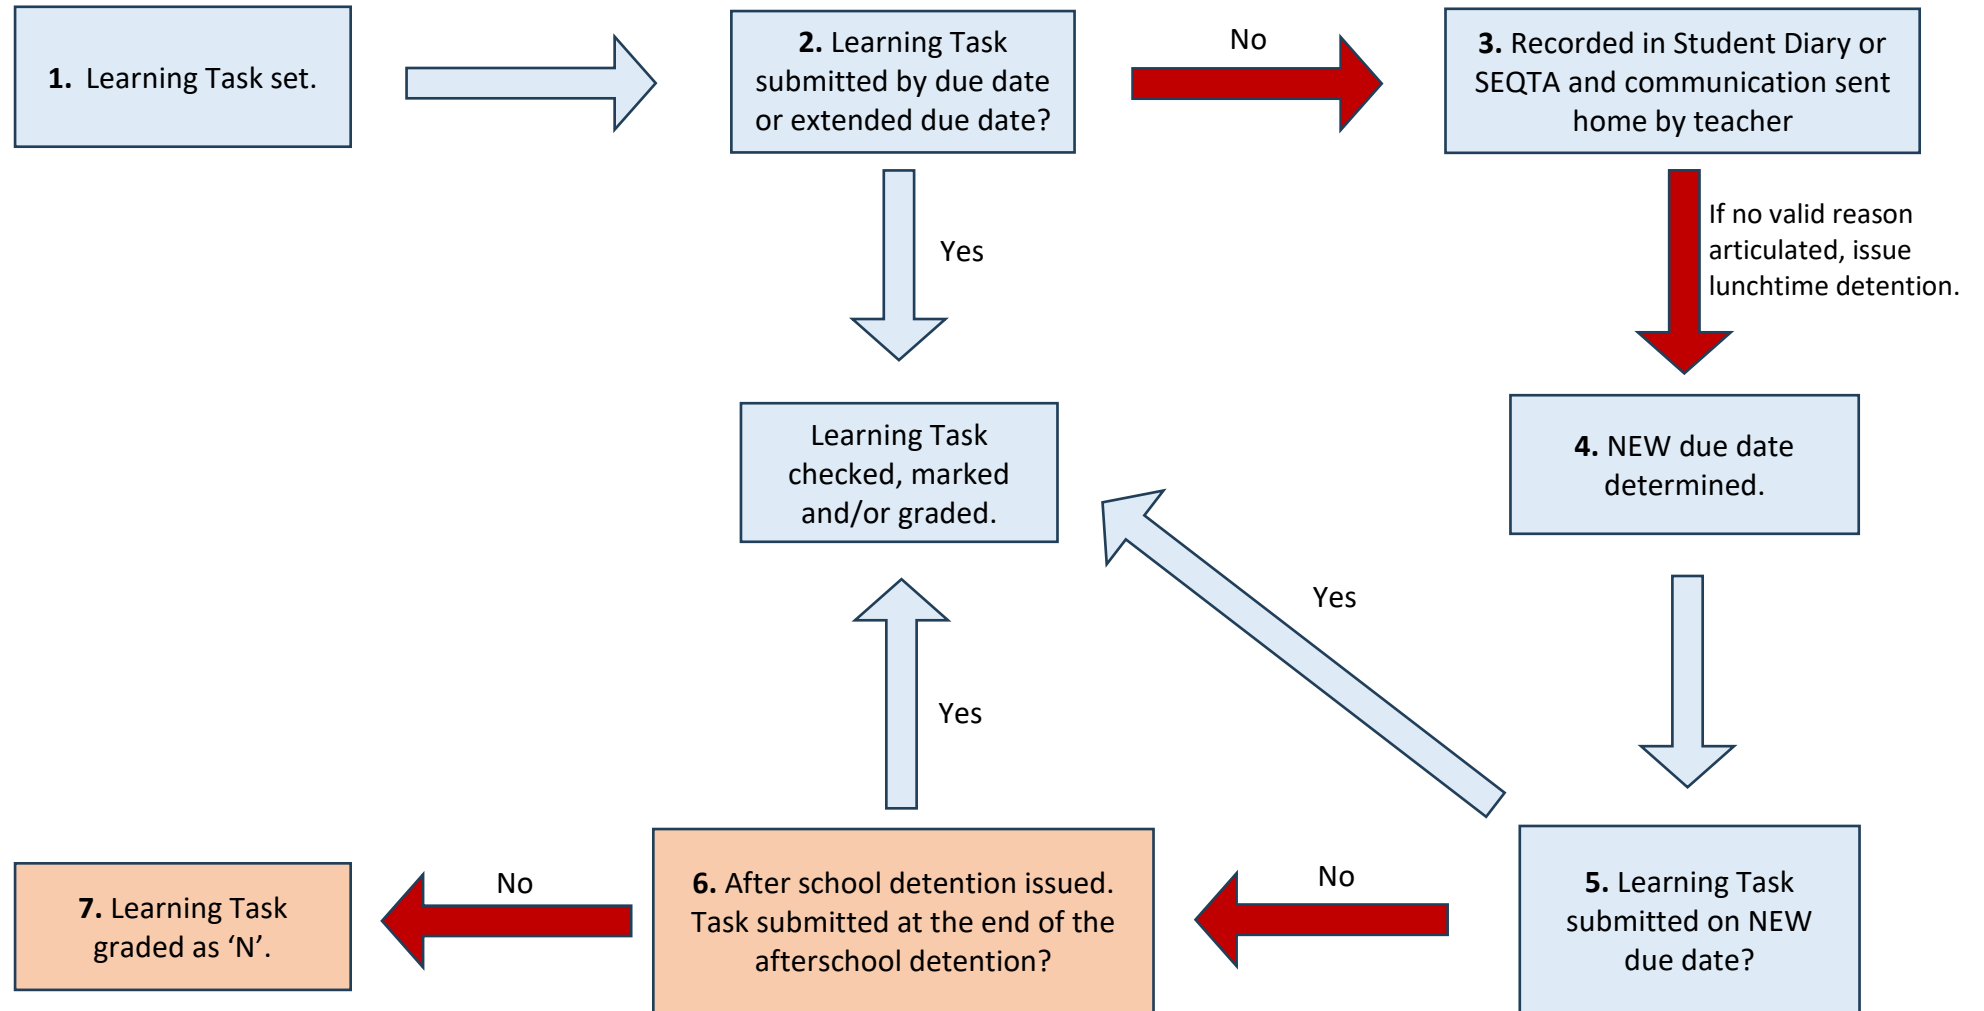 1. Learning Task set.
2. Learning Task
submitted by due date
or extended due date?
No
3. Recorded in Student Diary or
SEQTA and communication sent
home by teacher
Yes
If no valid reason
articulated, issue
lunchtime detention.
Learning Task
checked, marked
and/or graded.
4. NEW due date
determined.
Yes
Yes
5. Learning Task
submitted on NEW
due date?
No
6. After school detention issued.
Task submitted at the end of the
afterschool detention?
No
7. Learning Task
graded as ‘N’.